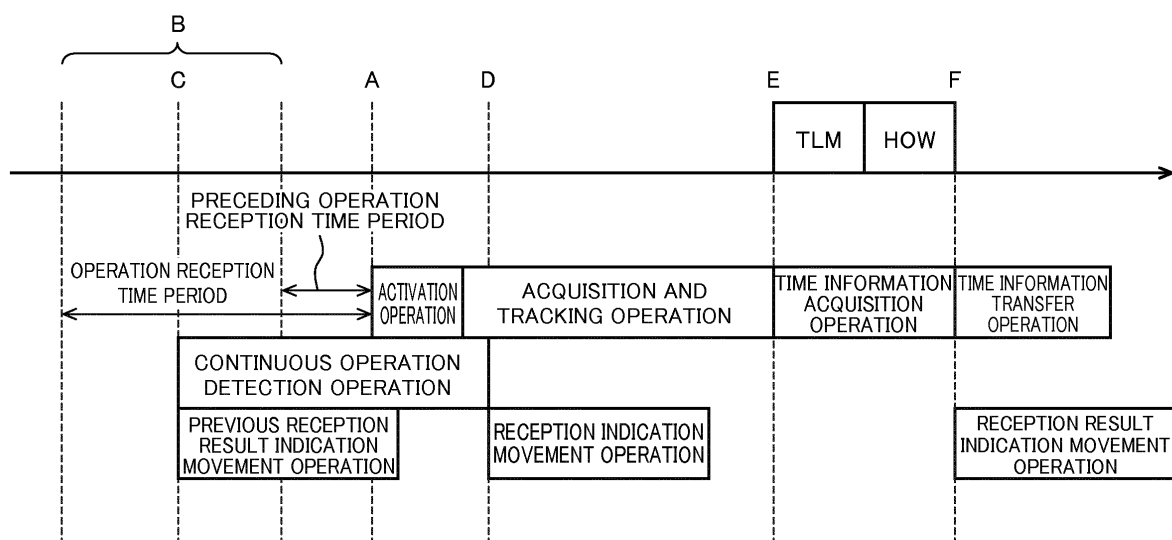 B
C
A
D
E
F
TLM
HOW
PRECEDING OPERATION
RECEPTION TIME PERIOD
OPERATION RECEPTION
TIME PERIOD
ACTIVATION
OPERATION
ACQUISITION AND
TRACKING OPERATION
TIME INFORMATION
ACQUISITION
OPERATION
TIME INFORMATION
TRANSFER
OPERATION
CONTINUOUS OPERATION
DETECTION OPERATION
PREVIOUS RECEPTION
RESULT INDICATION
MOVEMENT OPERATION
RECEPTION INDICATION
MOVEMENT OPERATION
RECEPTION RESULT
INDICATION MOVEMENT
OPERATION